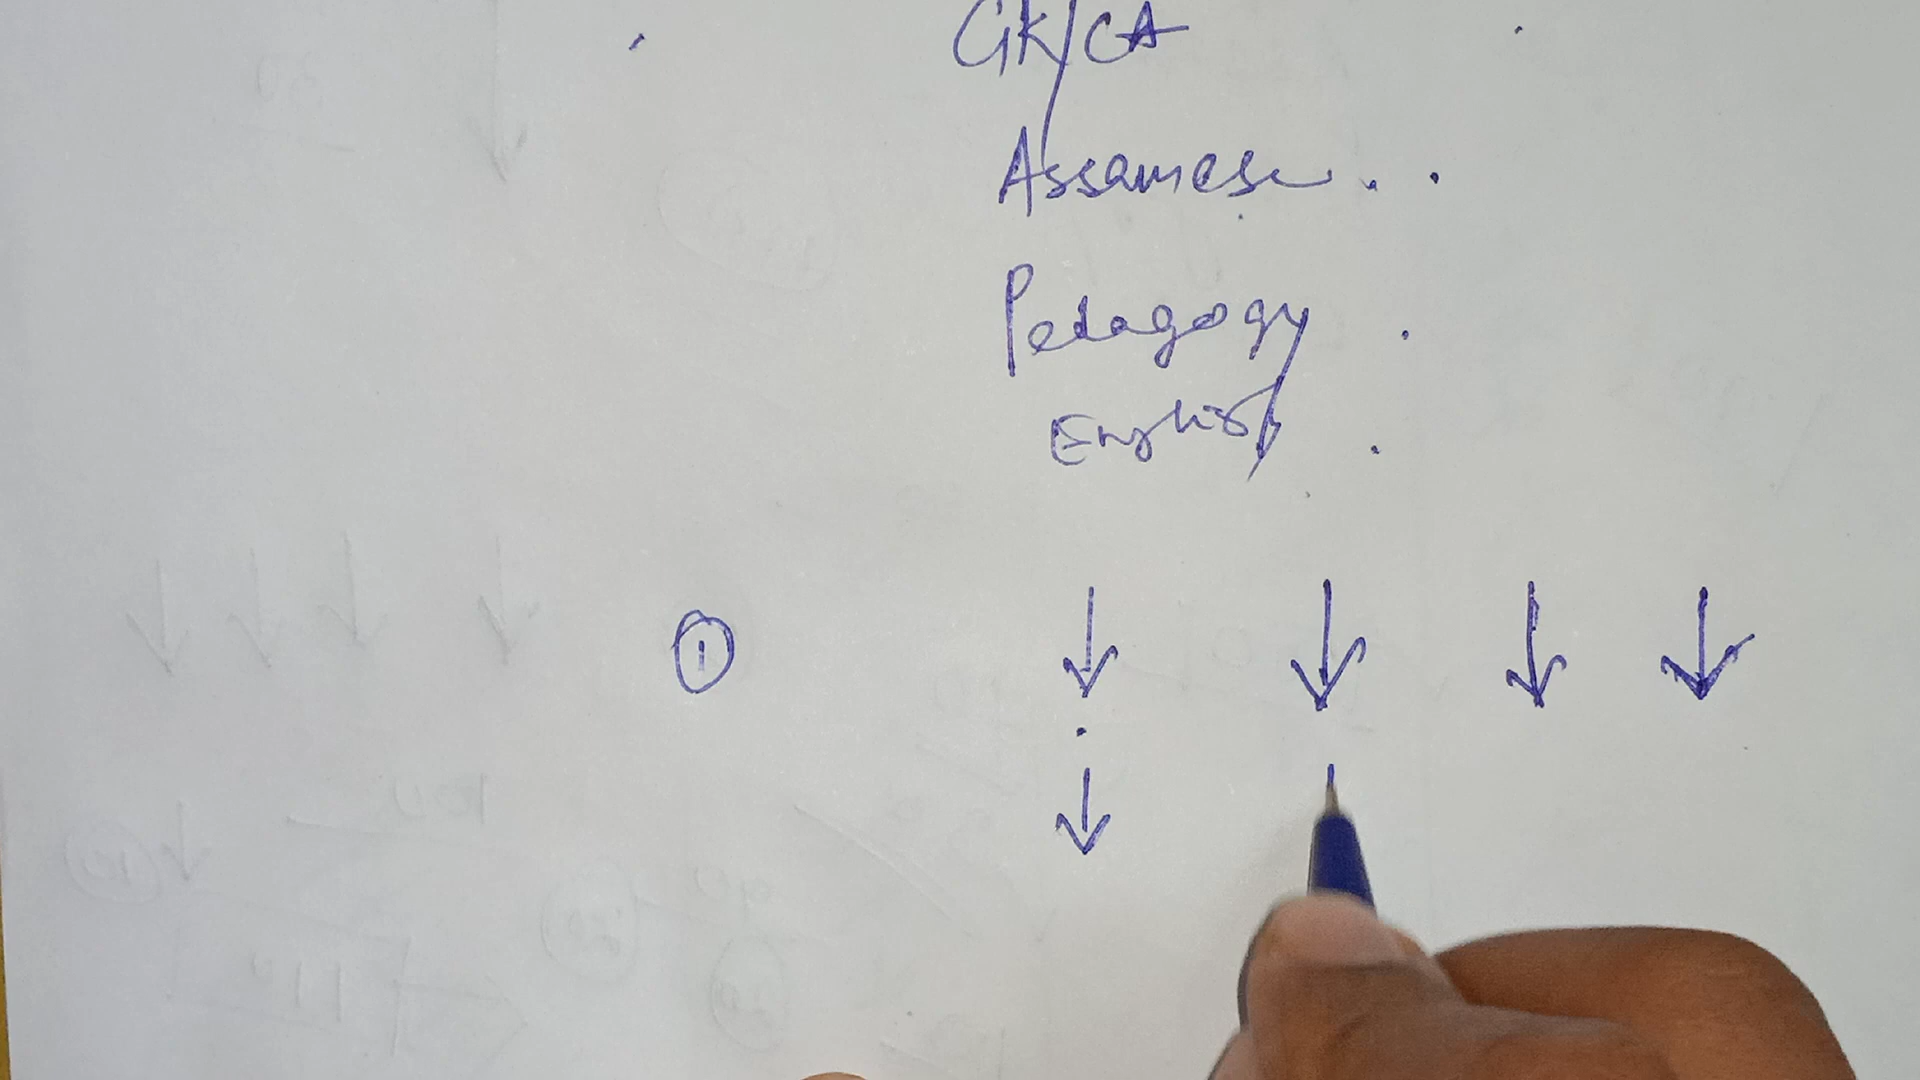 GK/CA
Assamese . .
Pedagogy .
English .
① ↓ ↓ ↓ ↓
↓